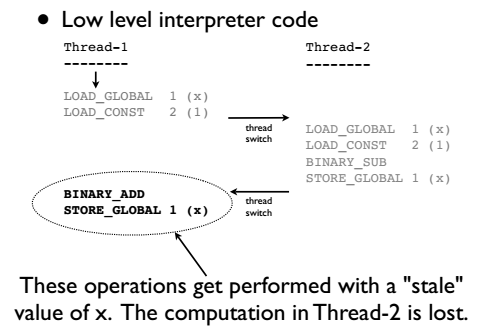 • Low level interpreter code
Thread-1
--------
LOAD_GLOBAL 1 (x)
LOAD_CONST 2 (1)
thread
switch
Thread-2
--------
LOAD_GLOBAL 1 (x)
LOAD_CONST 2 (1)
BINARY_SUB
STORE_GLOBAL 1 (x)
thread
switch
BINARY_ADD
STORE_GLOBAL 1 (x)
These operations get performed with a "stale"
value of x. The computation in Thread-2 is lost.